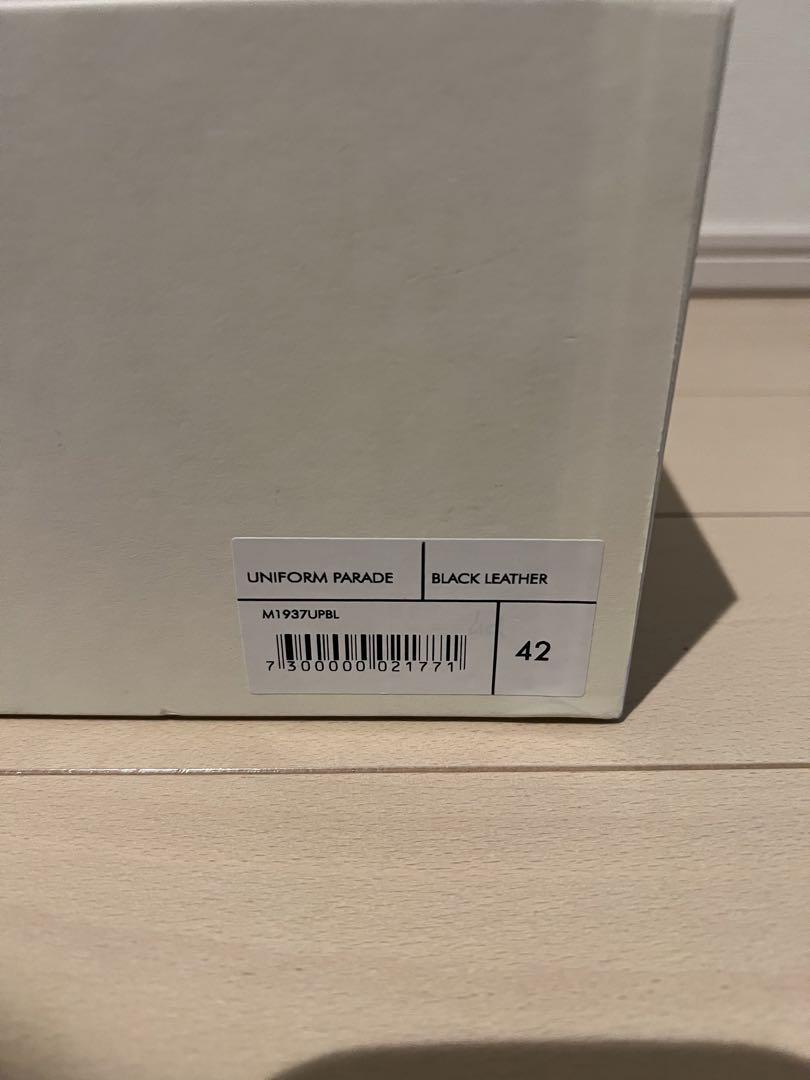 UNIFORM PARADE
BLACK LEATHER
M1937UPBL
42
7 300000 021771